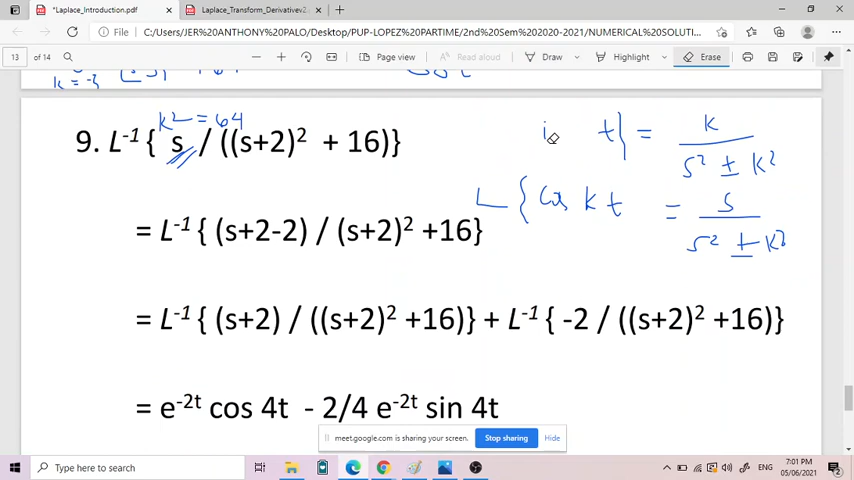 *Laplace_Introduction.pdf
Laplace_Transform_Derivativev2.
File | C:/Users/JER%20ANTHONY%20PALO/Desktop/PUP-LOPEZ%20PARTIME/2nd%20Sem%202020-2021/NUMERICAL%20SOLUTION...
13 of 14
Page view
Draw
Highlight
Erase
k² = 64
9. L⁻¹ { s / ((s+2)² + 16)}
= L⁻¹ { (s+2-2) / (s+2)² +16}
= L⁻¹ { (s+2) / ((s+2)² +16)} + L⁻¹ { -2 / ((s+2)² +16)}
= e⁻²ᵗ cos 4t - 2/4 e⁻²ᵗ sin 4t
i t} = k / s² ± k²
L { Cos k t = s / s² ± k²
meet.google.com is sharing your screen.
Stop sharing
Hide
Type here to search
ENG
7:01 PM
05/06/2021
2